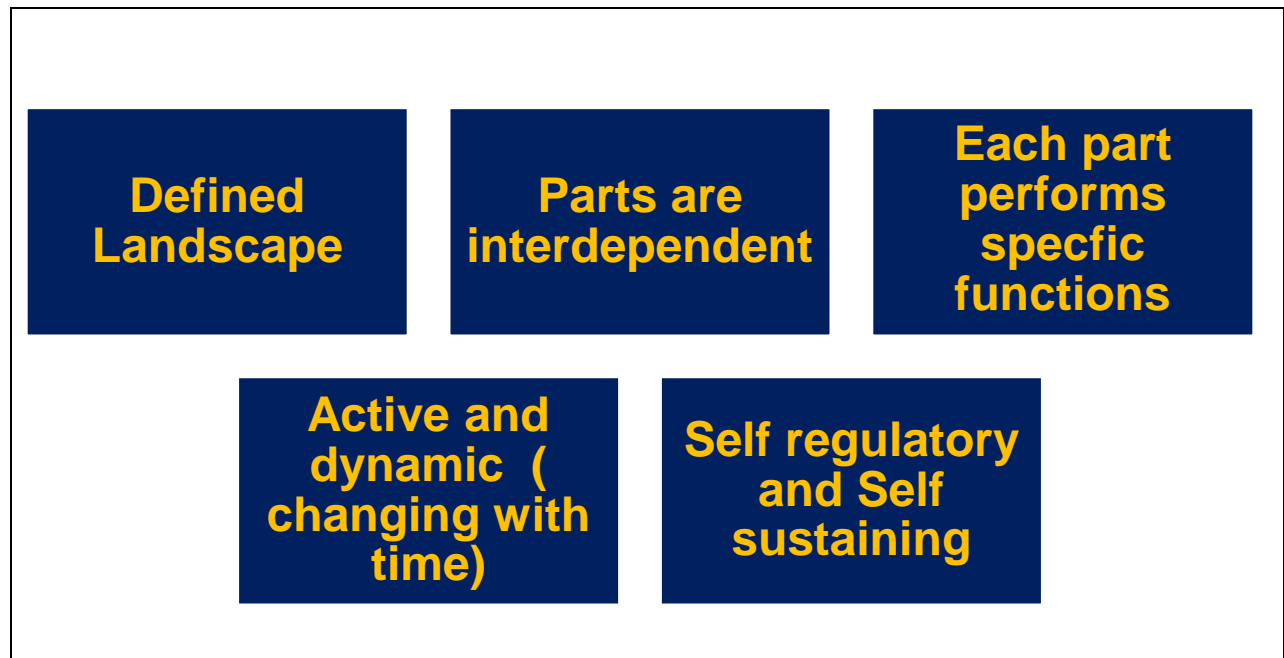 Defined
Landscape
Parts are
interdependent
Each part
performs
specfic
functions
Active and
dynamic  (
changing with
time)
Self regulatory
and Self
sustaining